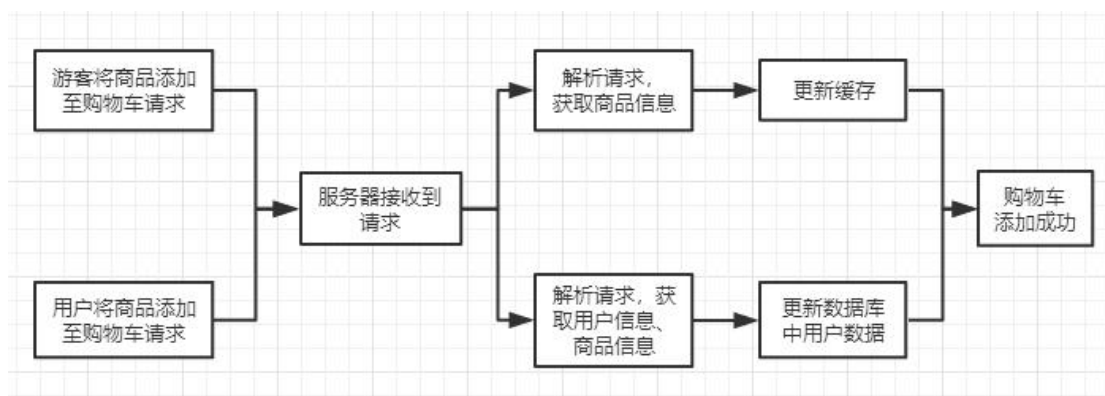 游客将商品添加
至购物车请求
用户将商品添加
至购物车请求
服务器接收到
请求
解析请求，
获取商品信息
更新缓存
解析请求，获
取用户信息、
商品信息
更新数据库
中用户数据
购物车
添加成功